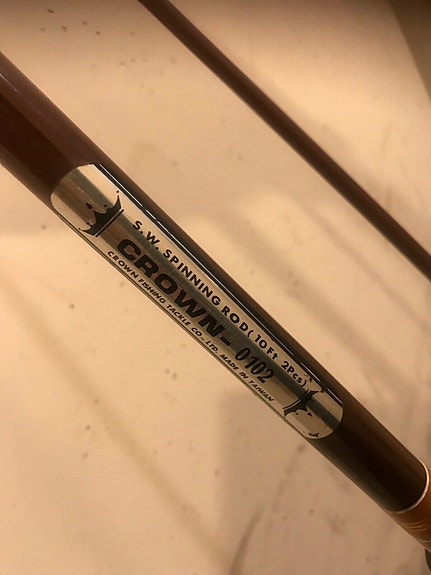 S.W. SPINNING ROD(10Ft 2Pcs)
CROWN-0102
CROWN FISHING TACKLE CO.,LTD. MADE IN TAIWAN